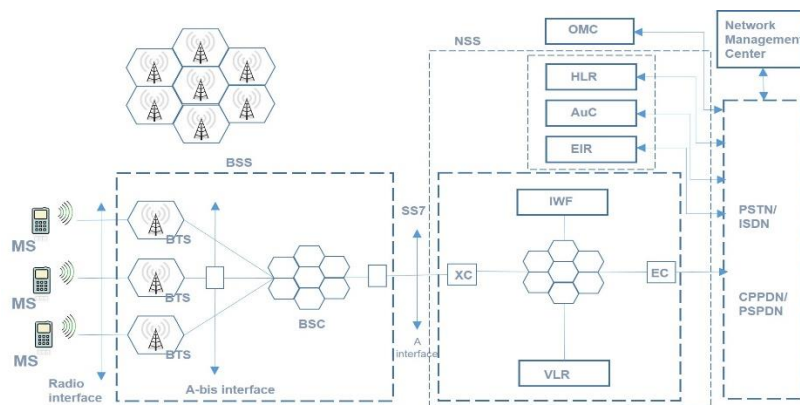 OMC
Network
Management
Center
NSS
HLR
AuC
EIR
BSS
SS7
IWF
MS
BTS
PSTN/
ISDN
MS
BTS
XC
EC
CPPDN/
PSPDN
BSC
MS
BTS
A
interface
VLR
Radio
interface
A-bis interface